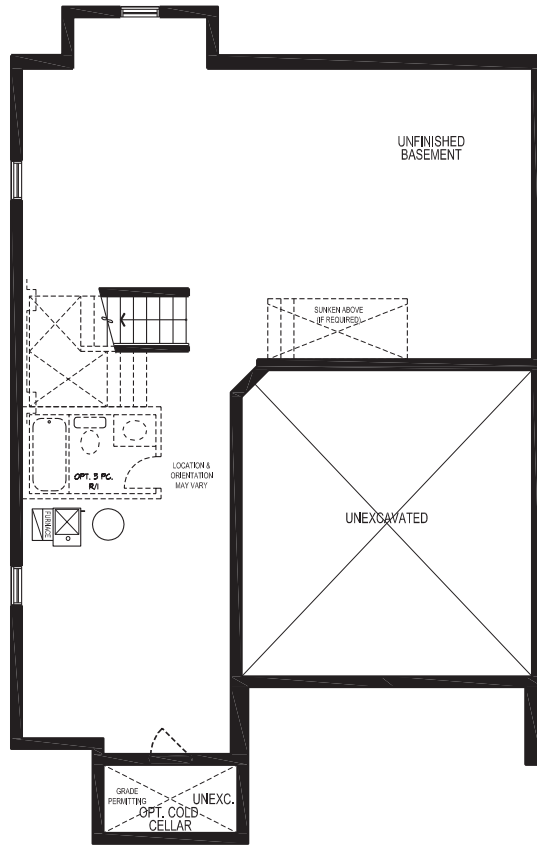 UNFINISHED
BASEMENT
SUNKEN ABOVE
(IF REQUIRED)
OPT. 3 PC.
R/I
LOCATION &
ORIENTATION
MAY VARY
FURNACE
UNEXCAVATED
GRADE
PERMITTING
UNEXC.
OPT. COLD
CELLAR